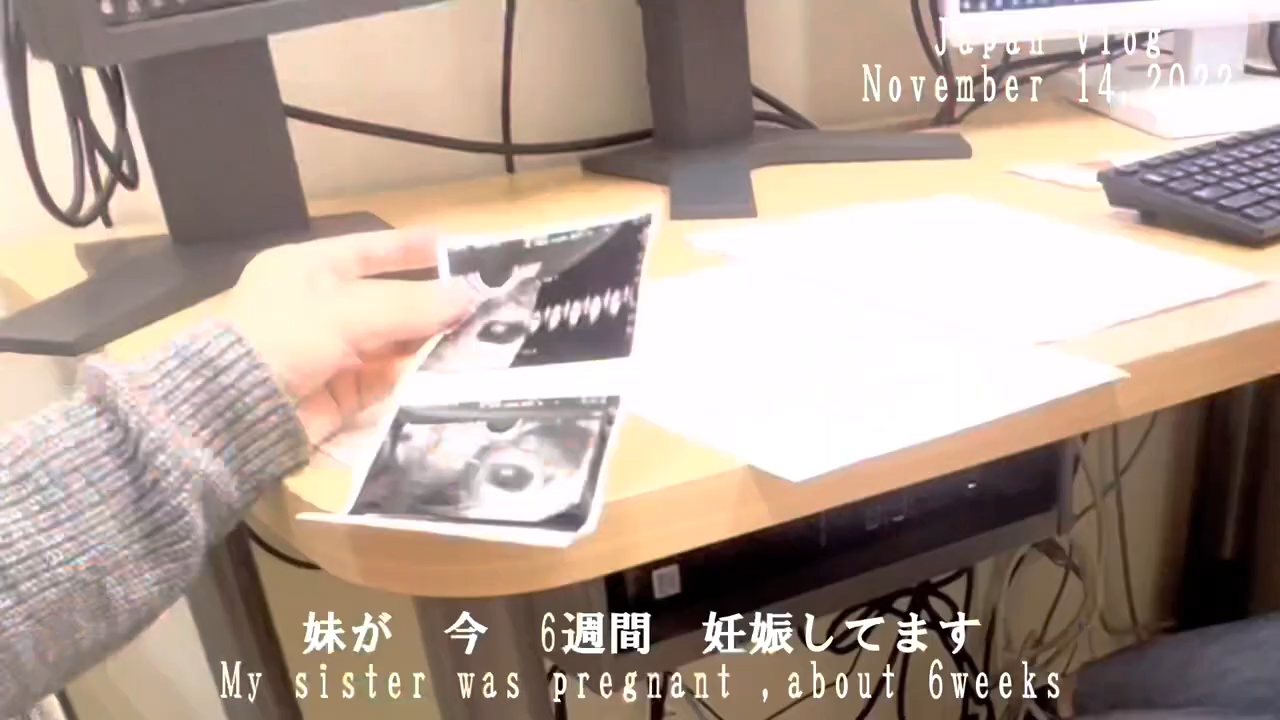 Japan Vlog
November 14,2022
妹が 今 6週間 妊娠してます
My sister was pregnant ,about 6weeks